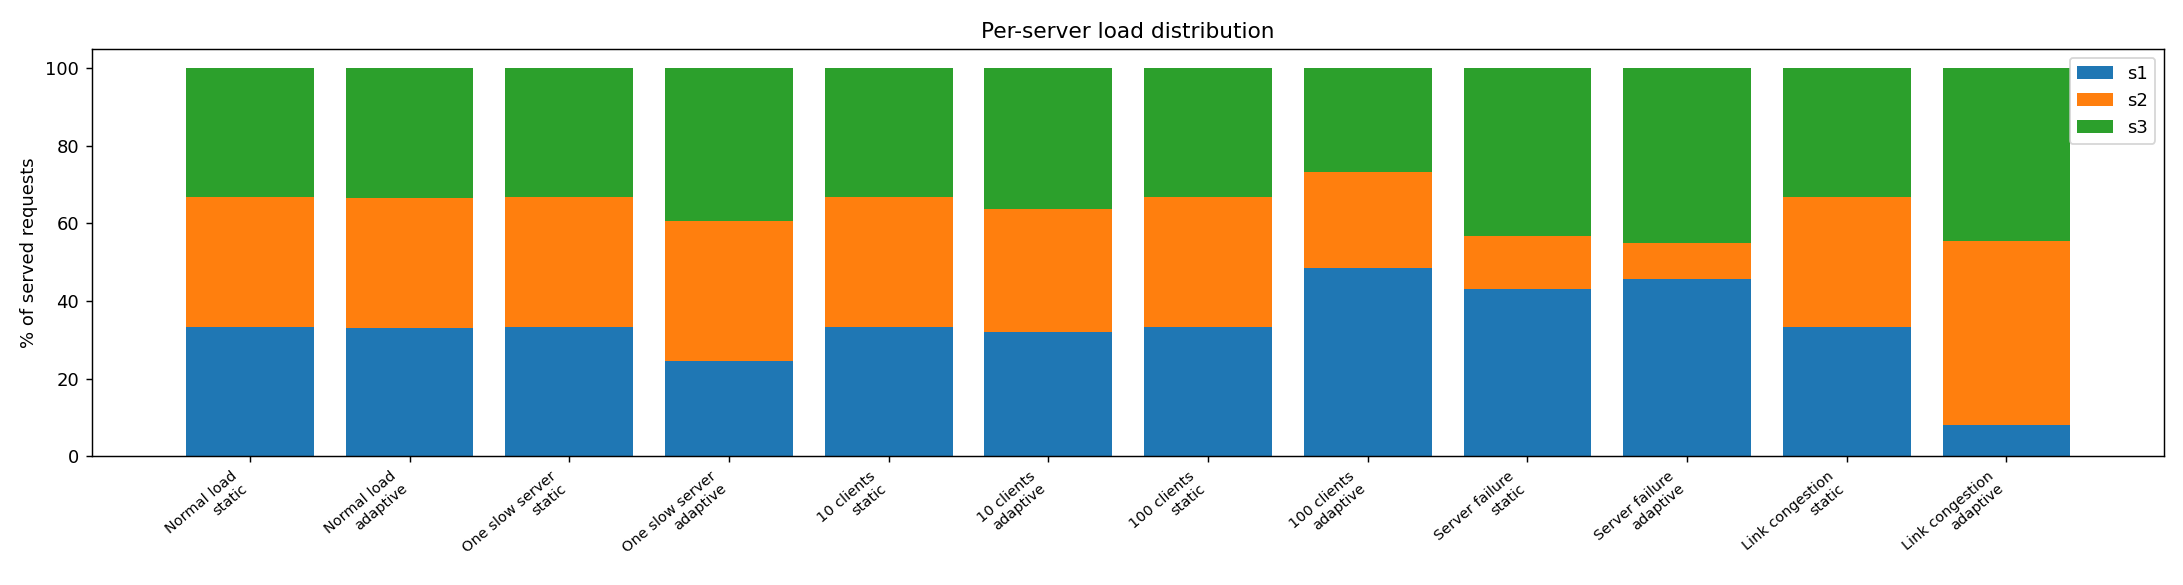 Per-server load distribution
% of served requests
100
80
60
40
20
0
s1
s2
s3
Normal load
static
Normal load
adaptive
One slow server
static
One slow server
adaptive
10 clients
static
10 clients
adaptive
100 clients
static
100 clients
adaptive
Server failure
static
Server failure
adaptive
Link congestion
static
Link congestion
adaptive